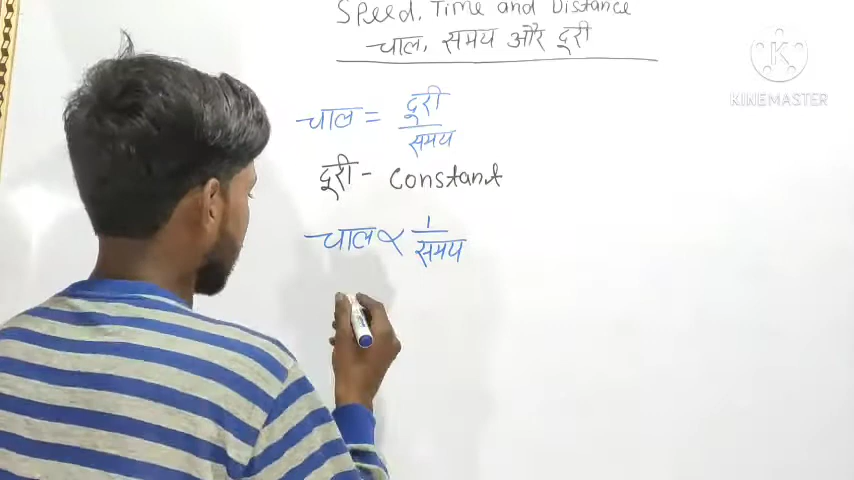 Speed, Time and Distance
चाल, समय और दूरी
चाल = दूरी / समय
दूरी - Constant
चाल ∝ 1 / समय
K
KINEMASTER